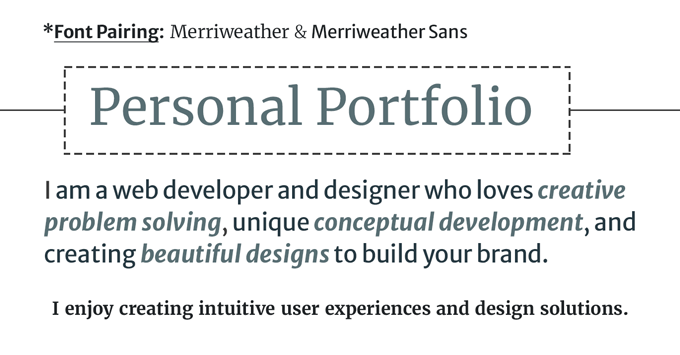 *Font Pairing: Merriweather & Merriweather Sans
Personal Portfolio
I am a web developer and designer who loves creative
problem solving, unique conceptual development, and
creating beautiful designs to build your brand.
I enjoy creating intuitive user experiences and design solutions.